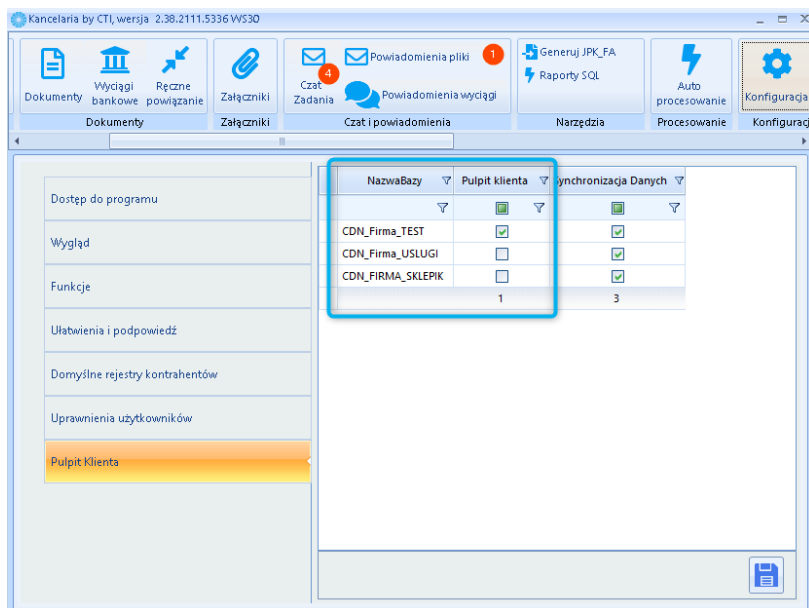 Kancelaria by CTI, wersja 2.38.2111.5336 WS30
Dokumenty
Wyciągi bankowe
Ręczne powiązanie
Dokumenty
Załączniki
Załączniki
Czat Zadania
4
Powiadomienia pliki
1
Powiadomienia wyciągi
Czat i powiadomienia
Generuj JPK_FA
Raporty SQL
Narzędzia
Auto procesowanie
Procesowanie
Konfiguracja
Konfiguracj
Dostęp do programu
Wygląd
Funkcje
Ułatwienia i podpowiedź
Domyślne rejestry kontrahentów
Uprawnienia użytkowników
Pulpit Klienta
NazwaBazy Pulpit klienta ynchronizacja Danych
CDN_Firma_TEST
CDN_Firma_USLUGI
CDN_FIRMA_SKLEPIK
1 3